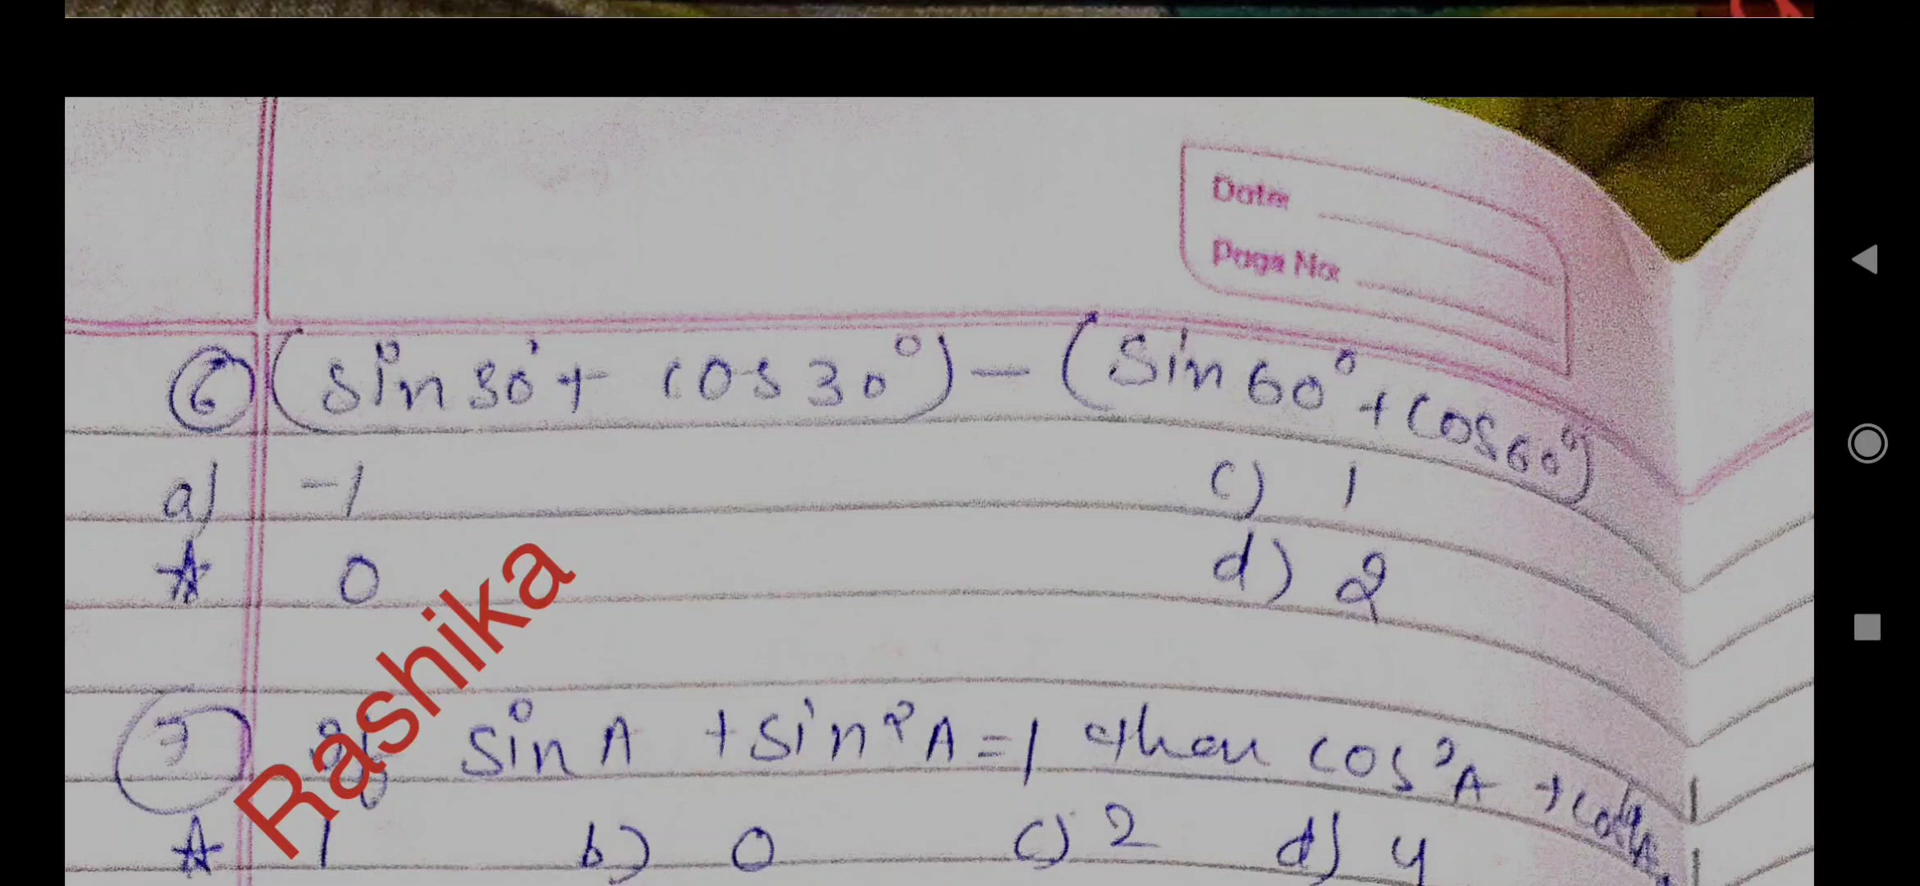 Date
Page No:
⑥ (sin 30° + cos 30°) - (sin 60° + cos 60°)
a) -1 c) 1
☆ 0 d) 2
Rashika
⑦ If sin A + sin²A = 1 then cos²A + cos⁴A
☆ 1 b) 0 c) 2 d) 4